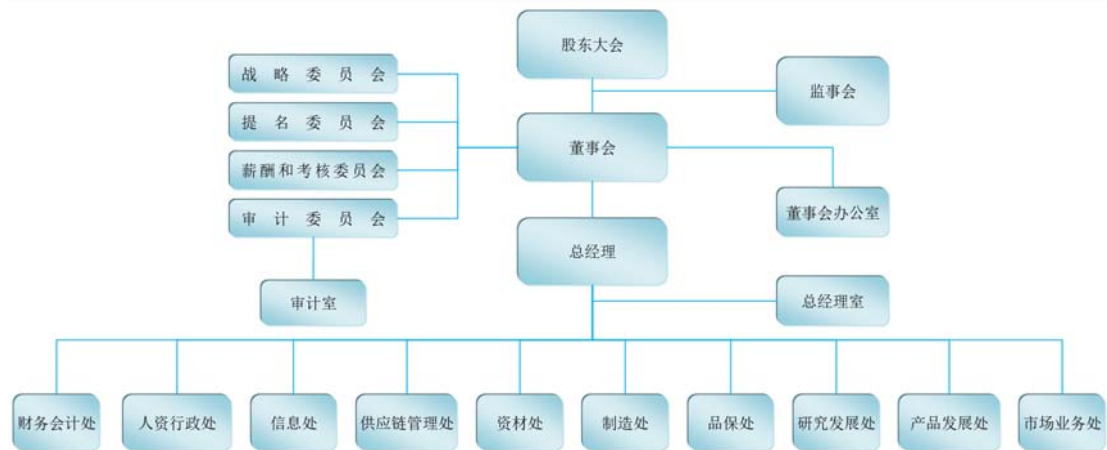 股东大会
战略委员会
监事会
提名委员会
董事会
薪酬和考核委员会
审计委员会
董事会办公室
总经理
审计室
总经理室
财务会计处
人资行政处
信息处
供应链管理处
资材处
制造处
品保处
研究发展处
产品发展处
市场业务处